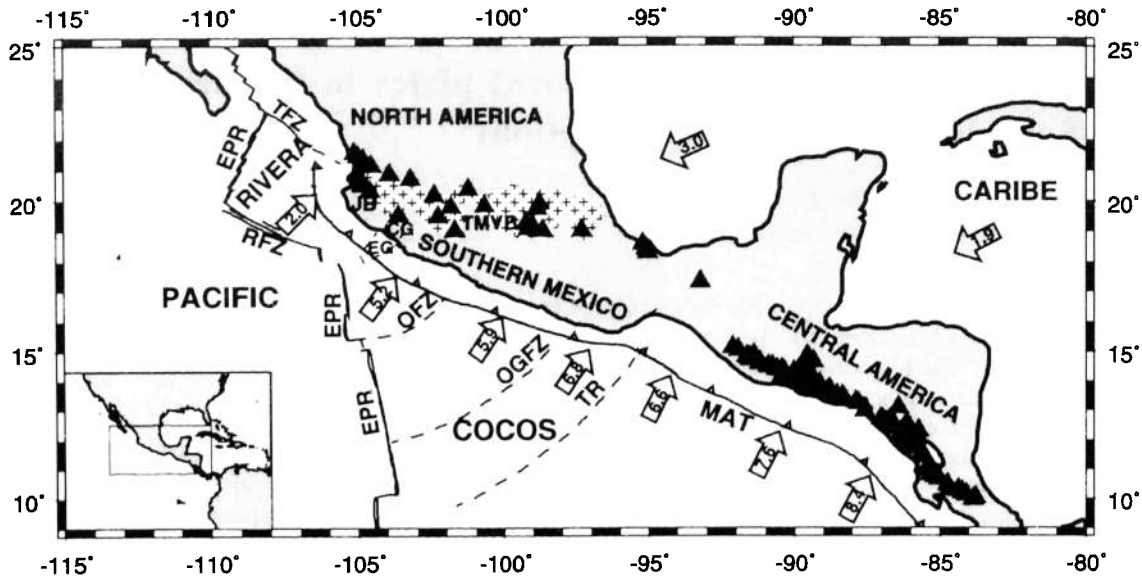 -115° -110° -105° -100° -95° -90° -85° -80°
25° 25°
NORTH AMERICA
TFZ
3.0
EPR
RIVERA
CARIBE
20° 20°
JB
TMVB
2.0
CG
1.9
RFZ
EG
SOUTHERN MEXICO
PACIFIC
5.2
OFZ
EPR
CENTRAL AMERICA
5.9
15° 15°
OGFZ
6.8
TR
6.6
EPR
MAT
COCOS
7.6
8.4
10° 10°
-115° -110° -105° -100° -95° -90° -85° -80°